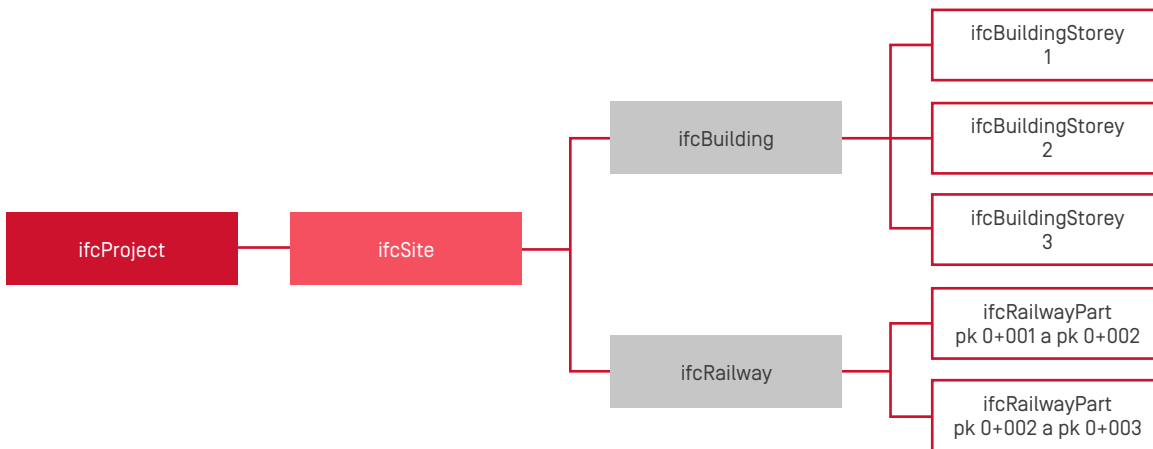 ifcProject
ifcSite
ifcBuilding
ifcBuildingStorey
1
ifcBuildingStorey
2
ifcBuildingStorey
3
ifcRailway
ifcRailwayPart
pk 0+001 a pk 0+002
ifcRailwayPart
pk 0+002 a pk 0+003